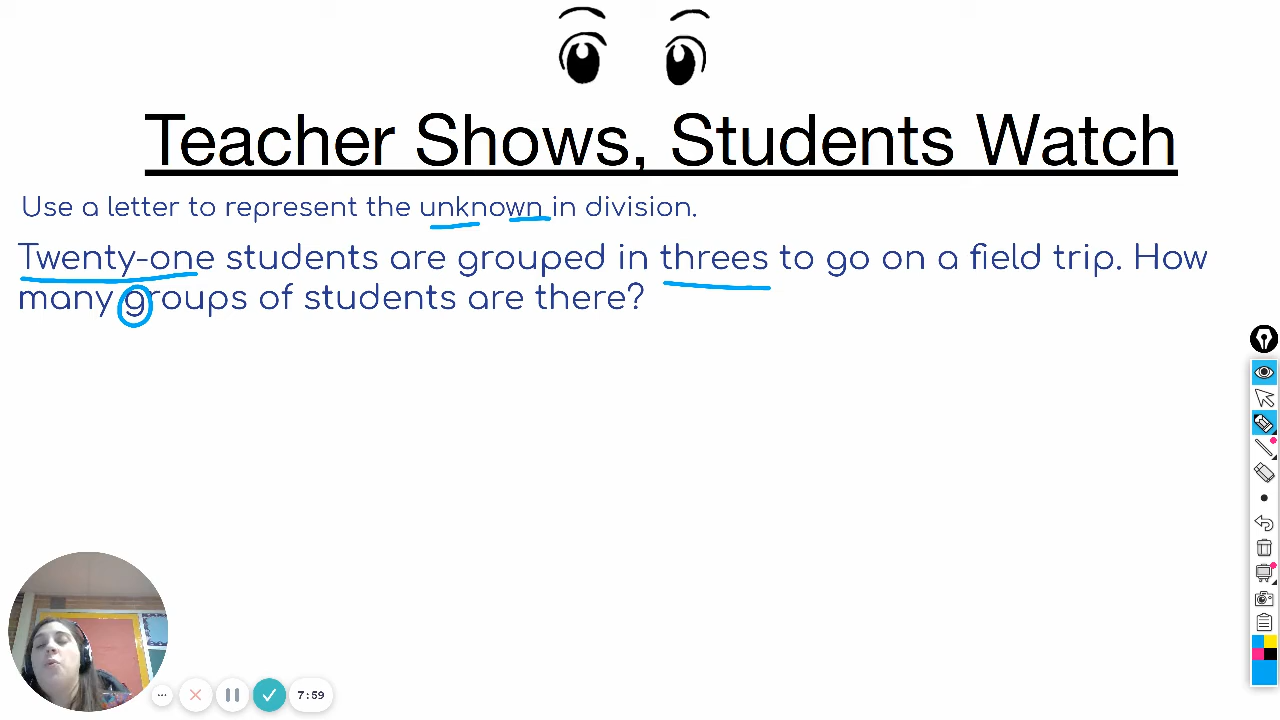 Teacher Shows, Students Watch
Use a letter to represent the unknown in division.
Twenty-one students are grouped in threes to go on a field trip. How
many groups of students are there?
7:59